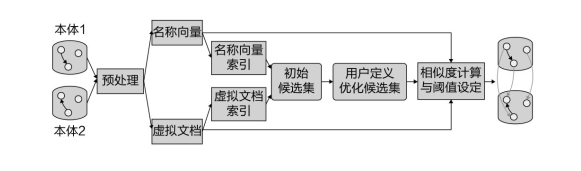 本体1
本体2
预处理
名称向量
虚拟文档
名称向量
索引
虚拟文档
索引
初始
候选集
用户定义
优化候选集
相似度计算
与阈值设定